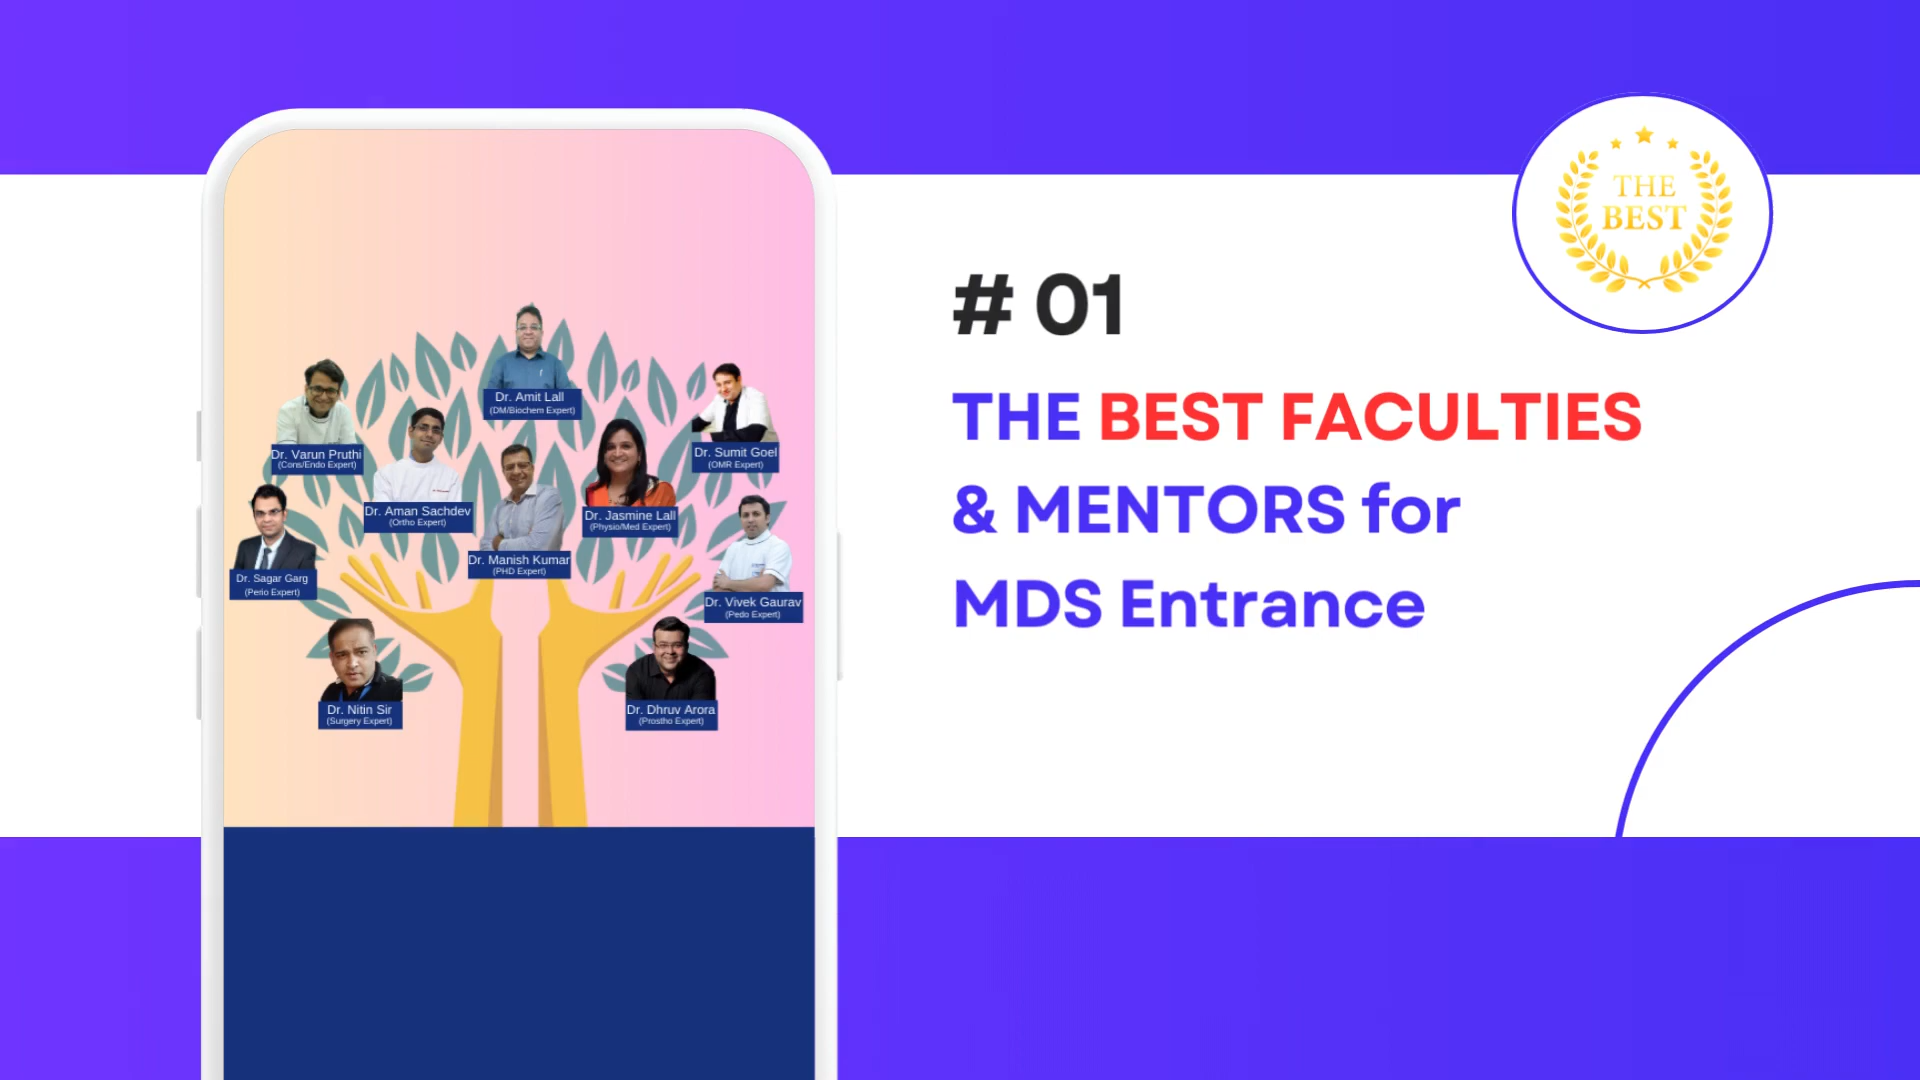 THE
BEST
# 01
THE BEST FACULTIES
& MENTORS for
MDS Entrance
Dr. Amit Lall
(DM/Biochem Expert)
Dr. Varun Pruthi
(Cons/Endo Expert)
Dr. Sumit Goel
(OMR Expert)
Dr. Aman Sachdev
(Ortho Expert)
Dr. Jasmine Lall
(Physio/Med Expert)
Dr. Manish Kumar
(PHD Expert)
Dr. Sagar Garg
(Perio Expert)
Dr. Vivek Gaurav
(Pedo Expert)
Dr. Nitin Sir
(Surgery Expert)
Dr. Dhruv Arora
(Prostho Expert)